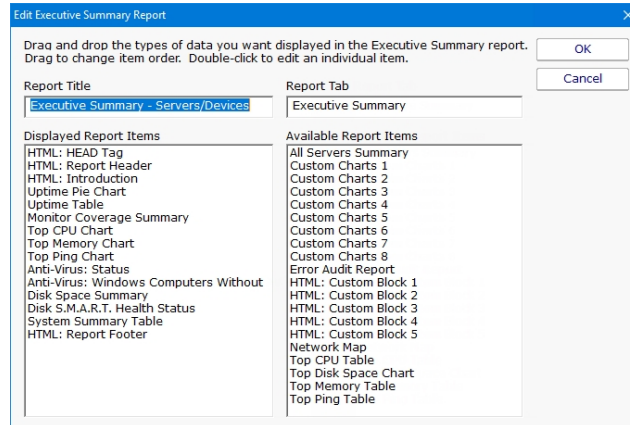 Edit Executive Summary Report
Drag and drop the types of data you want displayed in the Executive Summary report.
Drag to change item order. Double-click to edit an individual item.
OK
Cancel
Report Title
Report Tab
Executive Summary - Servers/Devices
Executive Summary
Displayed Report Items
HTML: HEAD Tag
HTML: Report Header
HTML: Introduction
Uptime Pie Chart
Uptime Table
Monitor Coverage Summary
Top CPU Chart
Top Memory Chart
Top Ping Chart
Anti-Virus: Status
Anti-Virus: Windows Computers Without
Disk Space Summary
Disk S.M.A.R.T. Health Status
System Summary Table
HTML: Report Footer
Available Report Items
All Servers Summary
Custom Charts 1
Custom Charts 2
Custom Charts 3
Custom Charts 4
Custom Charts 5
Custom Charts 6
Custom Charts 7
Custom Charts 8
Error Audit Report
HTML: Custom Block 1
HTML: Custom Block 2
HTML: Custom Block 3
HTML: Custom Block 4
HTML: Custom Block 5
Network Map
Top CPU Table
Top Disk Space Chart
Top Memory Table
Top Ping Table